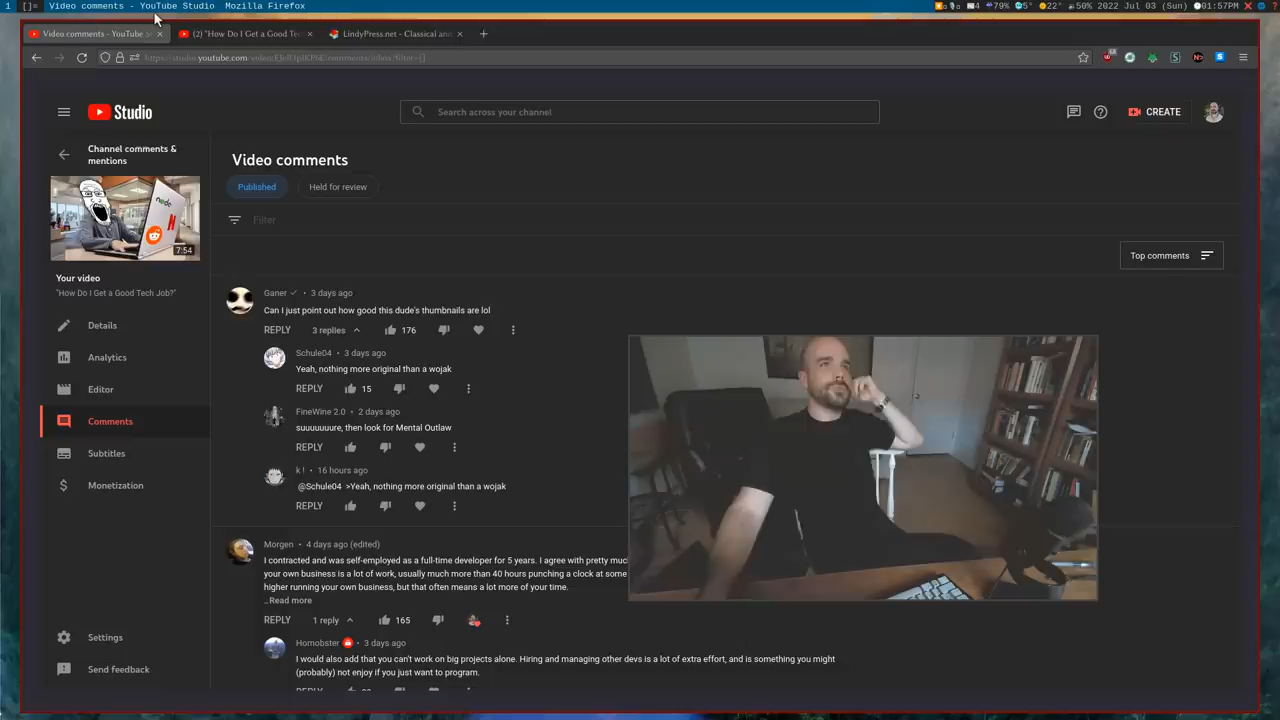 1 []= Video comments - YouTube Studio Mozilla Firefox
4 79% 5° 22° 50% 2022 Jul 03 (Sun) 01:57PM
Video comments - YouTube
(2) "How Do I Get a Good Tec
LindyPress.net - Classical and
Studio
Search across your channel
CREATE
Channel comments &
mentions
7:54
Your video
"How Do I Get a Good Tech Job?"
Details
Analytics
Editor
Comments
Subtitles
Monetization
Settings
Send feedback
Video comments
Published
Held for review
Filter
Top comments
Ganer 3 days ago
Can I just point out how good this dude's thumbnails are lol
REPLY 3 replies 176
Schule04 • 3 days ago
Yeah, nothing more original than a wojak
REPLY 15
FineWine 2.0 • 2 days ago
suuuuuuure, then look for Mental Outlaw
REPLY
k ! • 16 hours ago
@Schule04 >Yeah, nothing more original than a wojak
REPLY
Morgen • 4 days ago (edited)
I contracted and was self-employed as a full-time developer for 5 years. I agree with pretty muc
your own business is a lot of work, usually much more than 40 hours punching a clock at some
higher running your own business, but that often means a lot more of your time.
..Read more
REPLY 1 reply 165
Hornobster • 3 days ago
I would also add that you can't work on big projects alone. Hiring and managing other devs is a lot of extra effort, and is something you might
(probably) not enjoy if you just want to program.